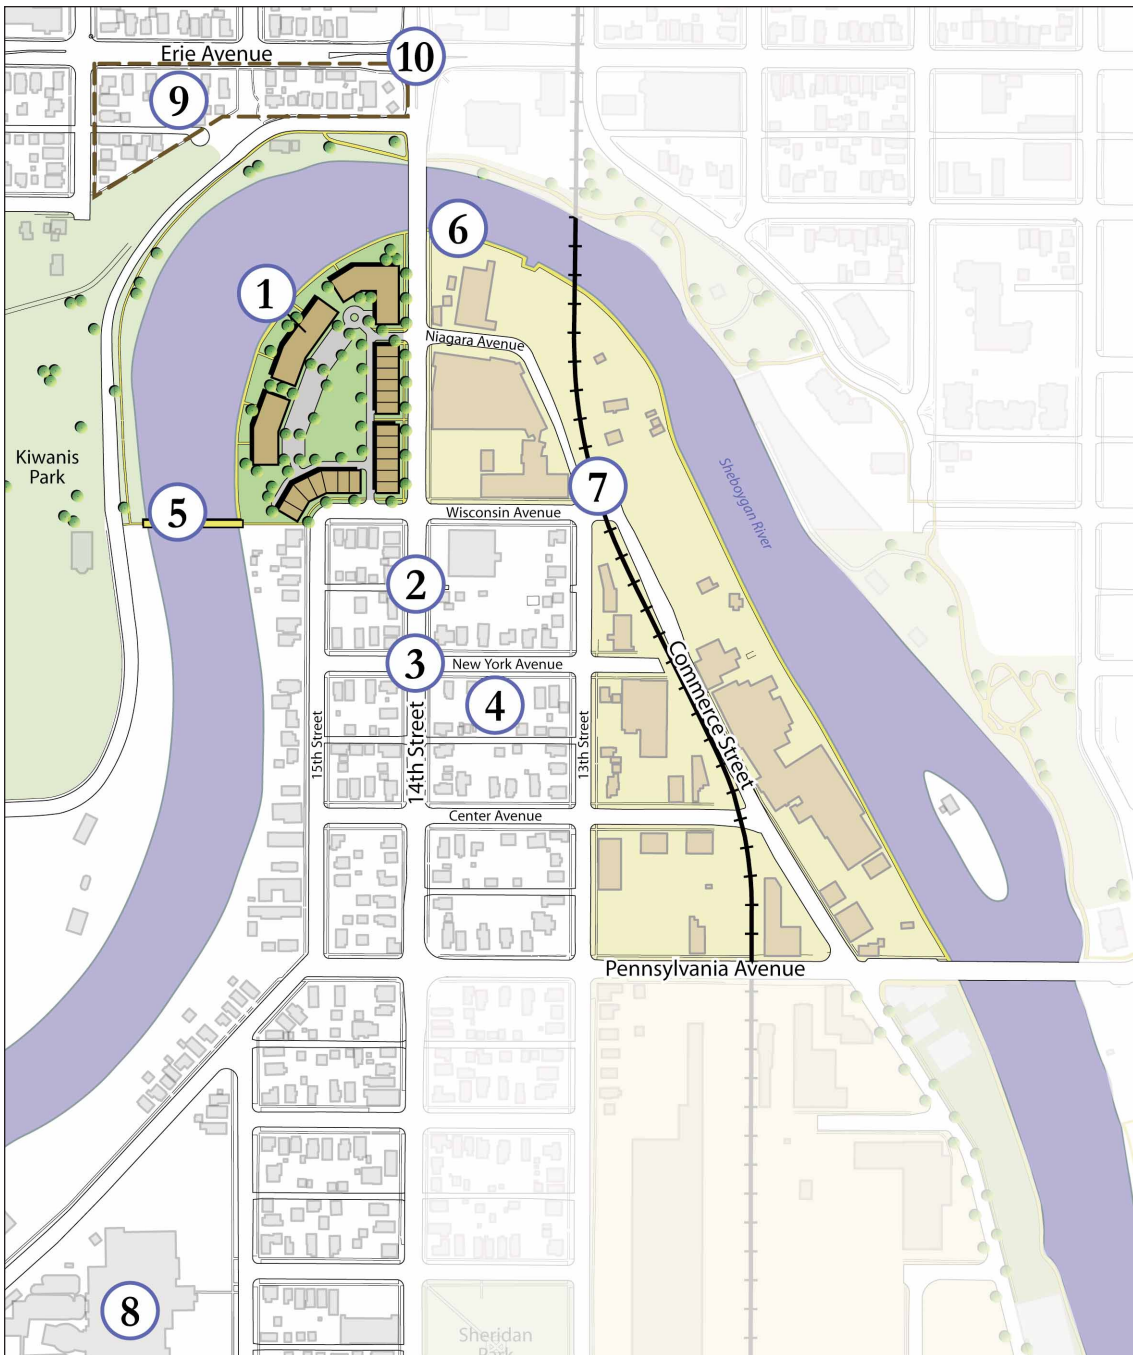 Erie Avenue
10
9
6
1
Niagara Avenue
Kiwanis
Park
Sheboygan River
7
5
Wisconsin Avenue
2
3
New York Avenue
Commerce Street
4
15th Street
14th Street
13th Street
Center Avenue
Pennsylvania Avenue
8
Sheridan
Park